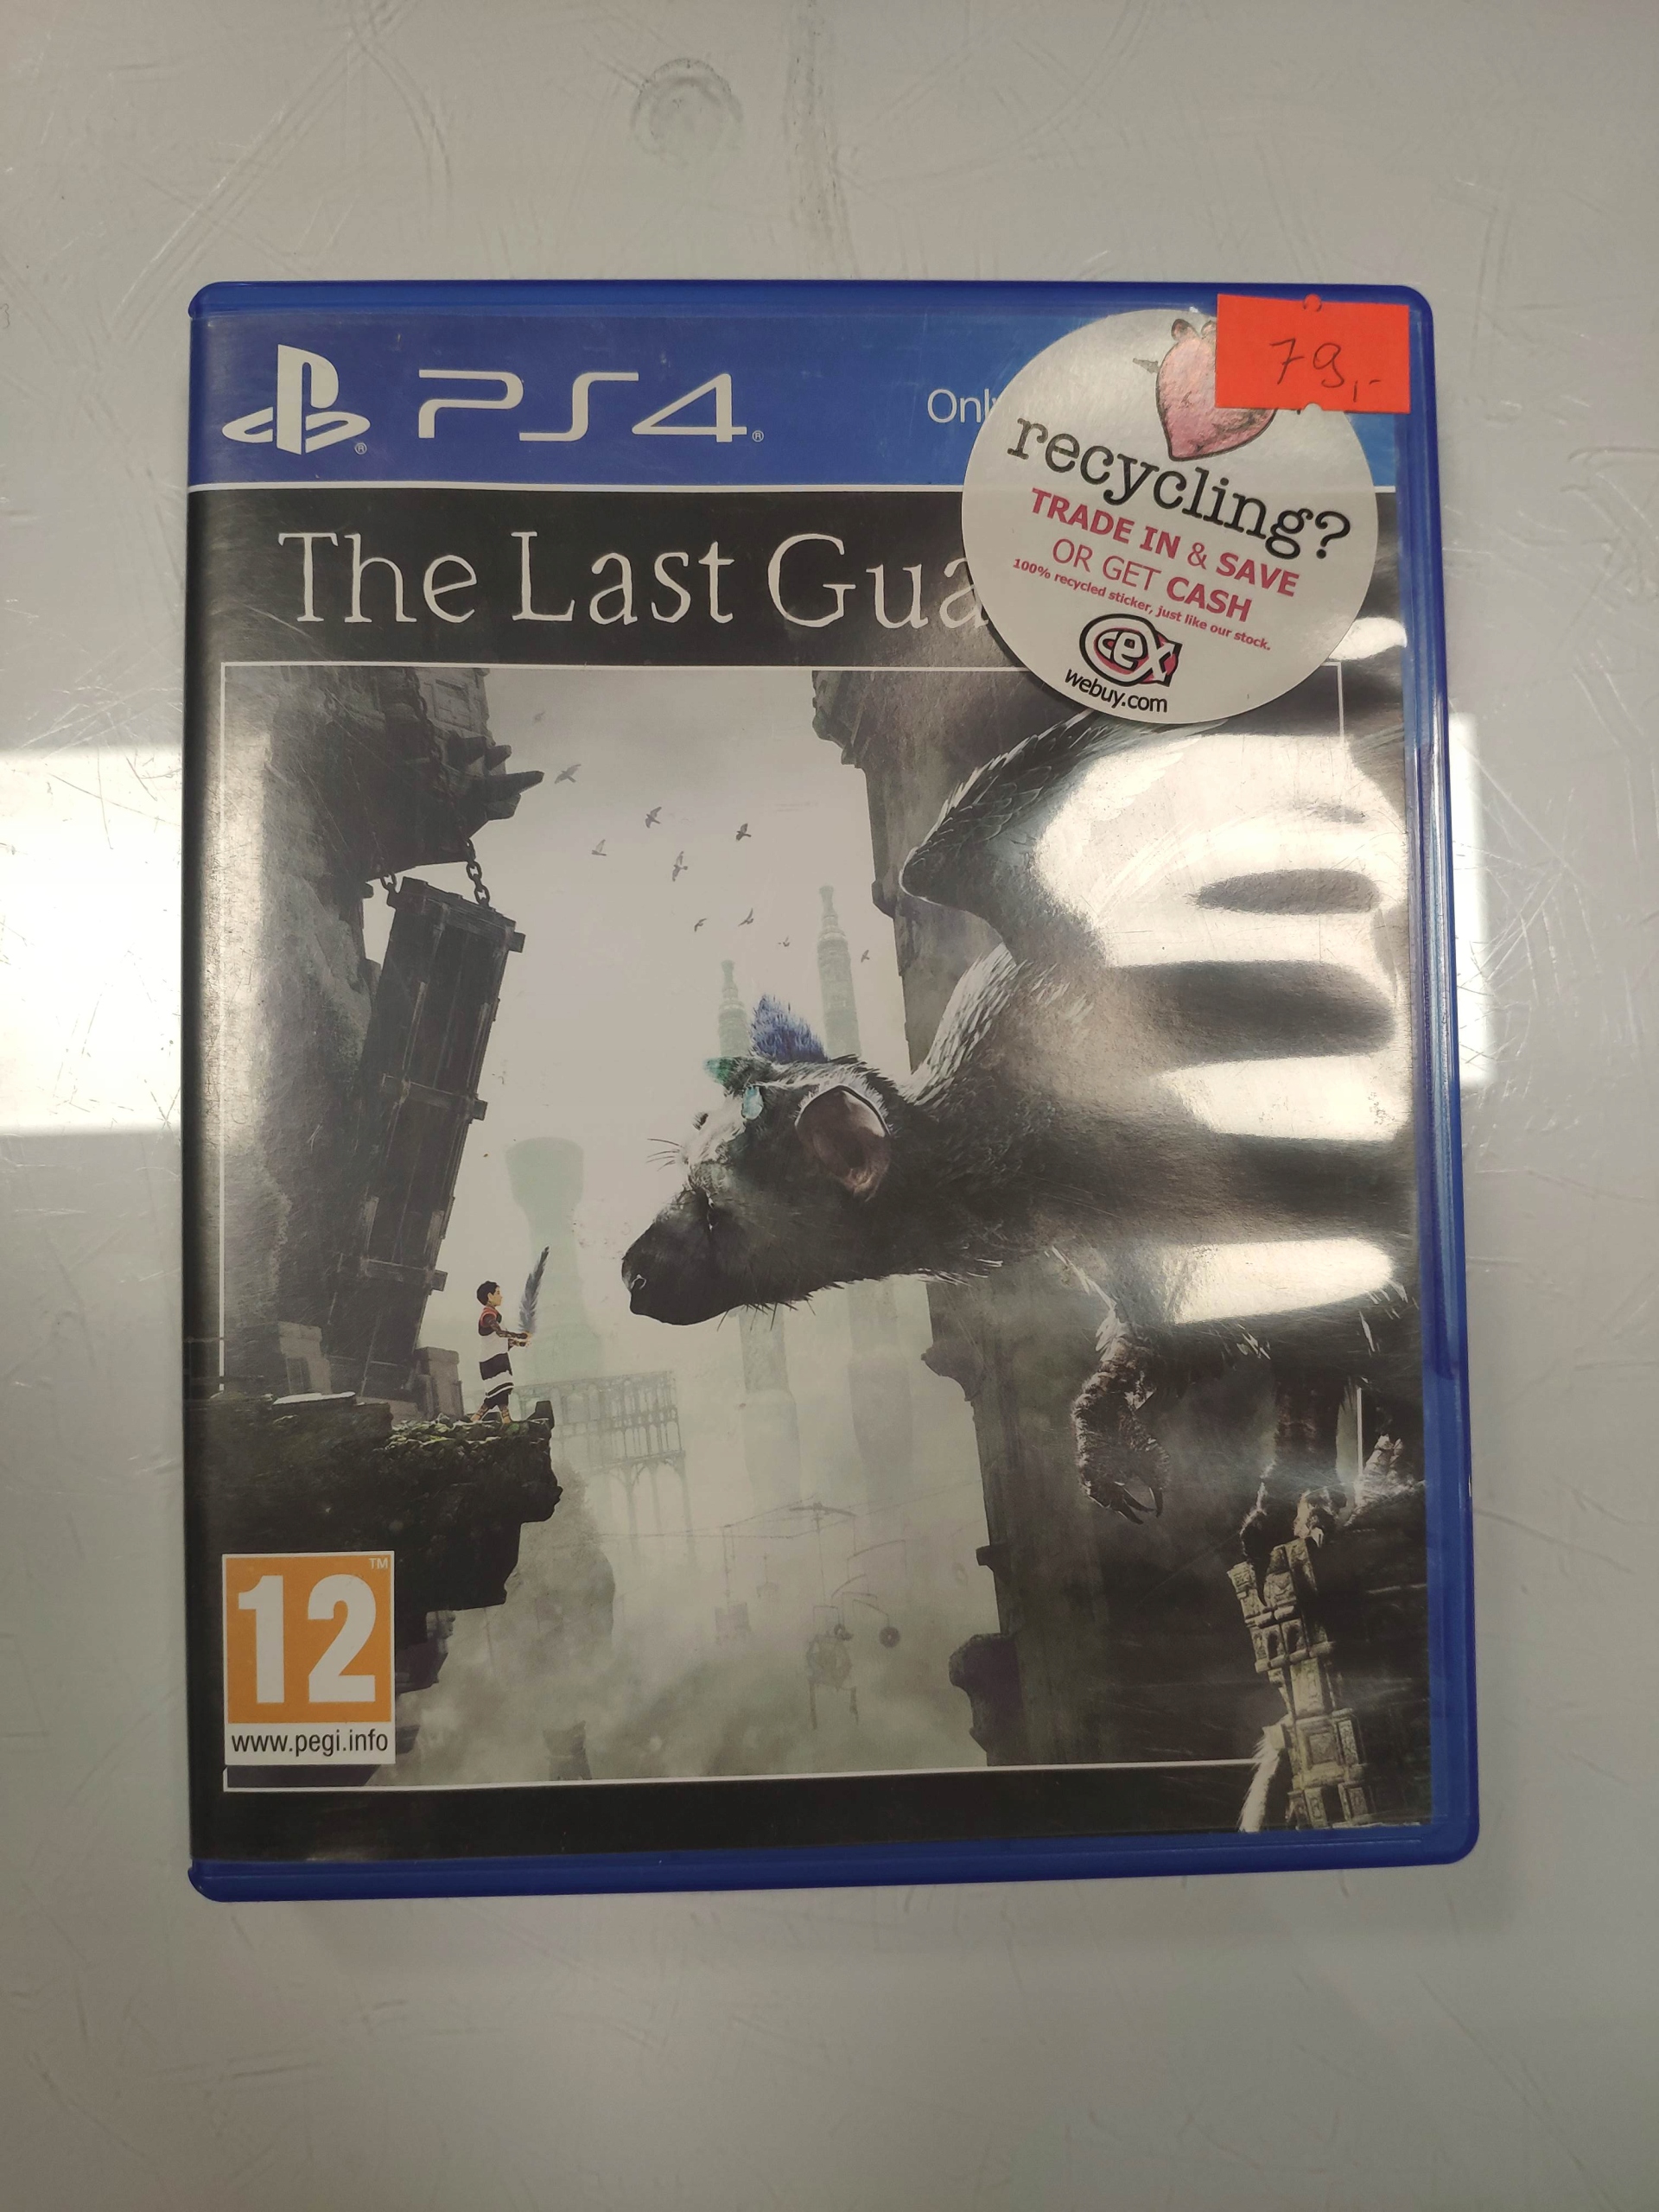 PS4
Onl
79,-
recycling?
TRADE IN & SAVE
OR GET CASH
100% recycled sticker, just like our stock.
cex
webuy.com
The Last Gua
12
www.pegi.info